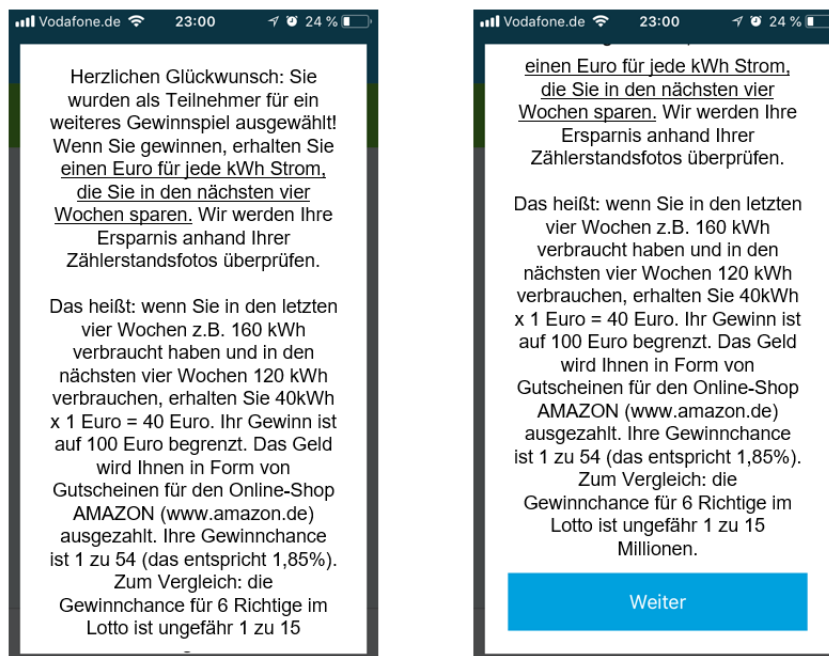 Vodafone.de 23:00 24 %
Herzlichen Glückwunsch: Sie
wurden als Teilnehmer für ein
weiteres Gewinnspiel ausgewählt!
Wenn Sie gewinnen, erhalten Sie
einen Euro für jede kWh Strom,
die Sie in den nächsten vier
Wochen sparen. Wir werden Ihre
Ersparnis anhand Ihrer
Zählerstandsfotos überprüfen.
Das heißt: wenn Sie in den letzten
vier Wochen z.B. 160 kWh
verbraucht haben und in den
nächsten vier Wochen 120 kWh
verbrauchen, erhalten Sie 40kWh
x 1 Euro = 40 Euro. Ihr Gewinn ist
auf 100 Euro begrenzt. Das Geld
wird Ihnen in Form von
Gutscheinen für den Online-Shop
AMAZON (www.amazon.de)
ausgezahlt. Ihre Gewinnchance
ist 1 zu 54 (das entspricht 1,85%).
Zum Vergleich: die
Gewinnchance für 6 Richtige im
Lotto ist ungefähr 1 zu 15
Vodafone.de 23:00 24 %
einen Euro für jede kWh Strom,
die Sie in den nächsten vier
Wochen sparen. Wir werden Ihre
Ersparnis anhand Ihrer
Zählerstandsfotos überprüfen.
Das heißt: wenn Sie in den letzten
vier Wochen z.B. 160 kWh
verbraucht haben und in den
nächsten vier Wochen 120 kWh
verbrauchen, erhalten Sie 40kWh
x 1 Euro = 40 Euro. Ihr Gewinn ist
auf 100 Euro begrenzt. Das Geld
wird Ihnen in Form von
Gutscheinen für den Online-Shop
AMAZON (www.amazon.de)
ausgezahlt. Ihre Gewinnchance
ist 1 zu 54 (das entspricht 1,85%).
Zum Vergleich: die
Gewinnchance für 6 Richtige im
Lotto ist ungefähr 1 zu 15
Millionen.
Weiter